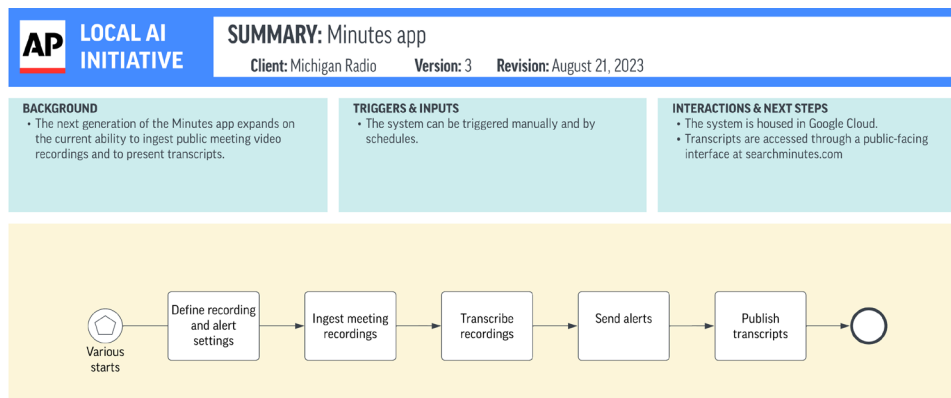 AP
LOCAL AI
INITIATIVE
SUMMARY: Minutes app
Client: Michigan Radio Version: 3 Revision: August 21, 2023
BACKGROUND
• The next generation of the Minutes app expands on
the current ability to ingest public meeting video
recordings and to present transcripts.
TRIGGERS & INPUTS
• The system can be triggered manually and by
schedules.
INTERACTIONS & NEXT STEPS
• The system is housed in Google Cloud.
• Transcripts are accessed through a public-facing
interface at searchminutes.com
Various
starts
Define recording
and alert
settings
Ingest meeting
recordings
Transcribe
recordings
Send alerts
Publish
transcripts